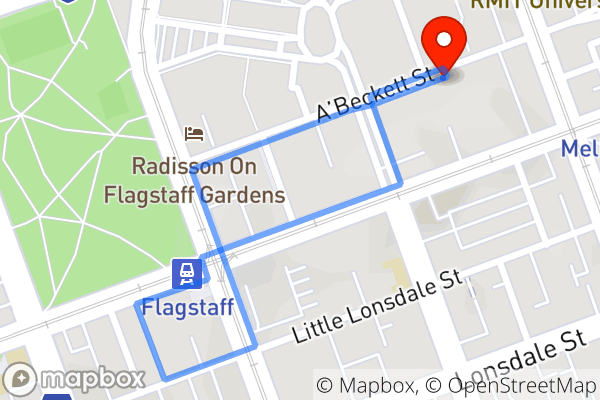 RMIT Univers
A'Beckett St
Mel
Radisson On
Flagstaff Gardens
Flagstaff
Little Lonsdale St
Lonsdale St
mapbox
© Mapbox, © OpenStreetMap